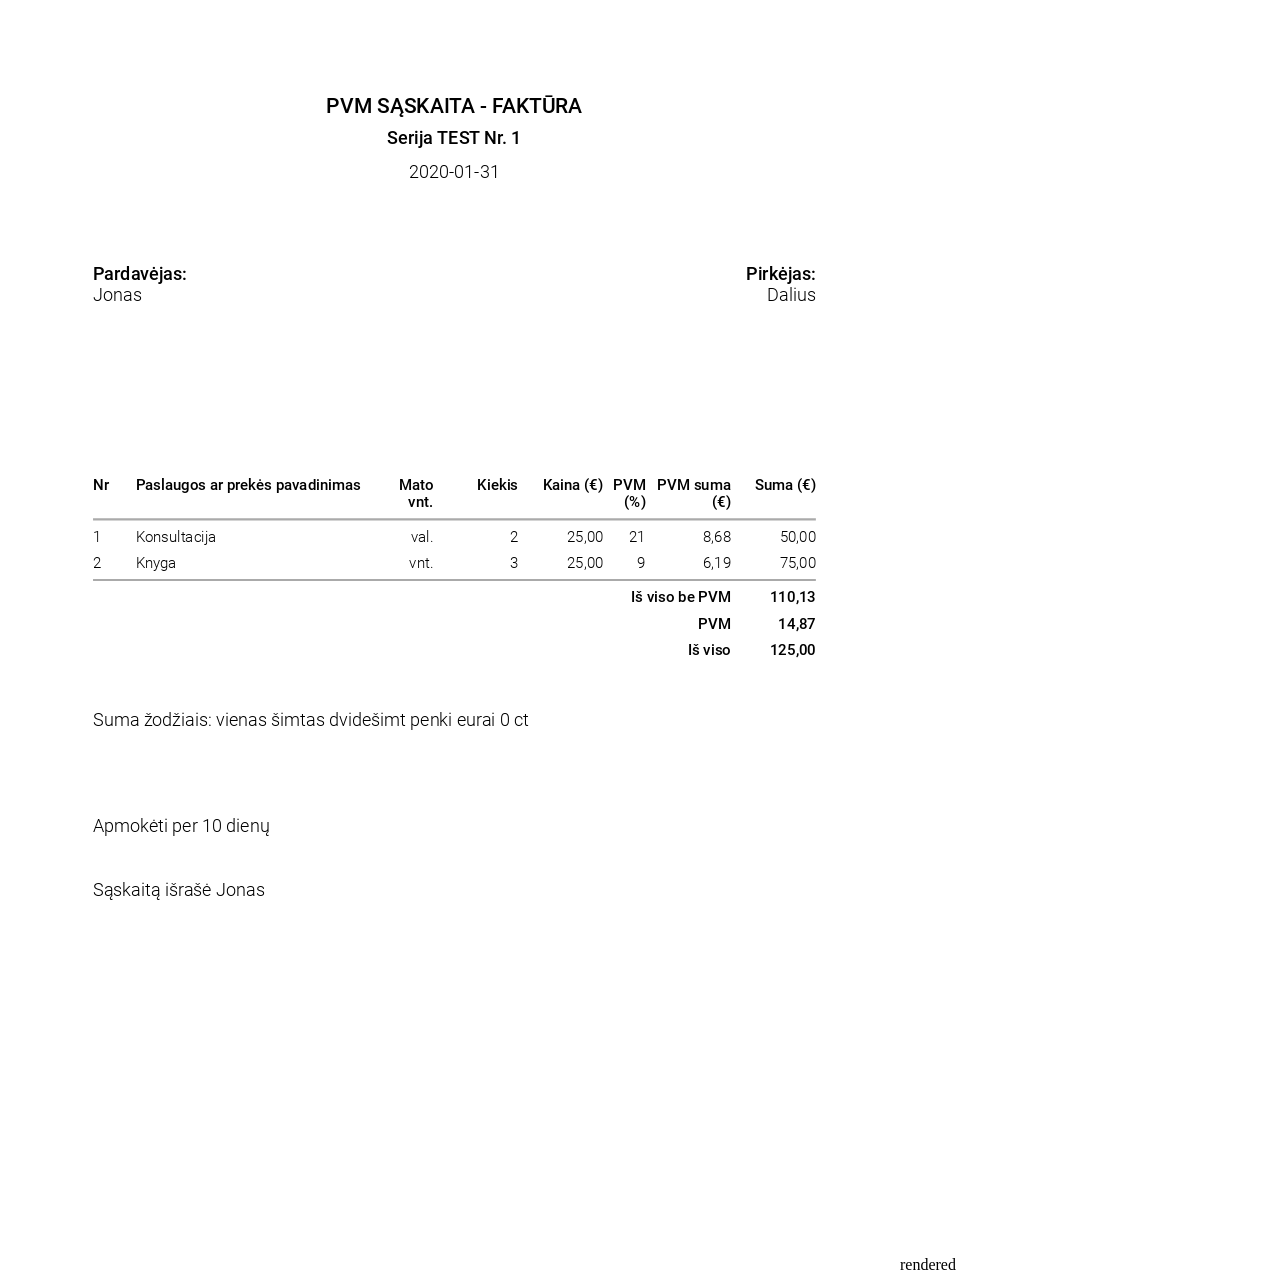 PVM SĄSKAITA - FAKTŪRA
Serija TEST Nr. 1
2020-01-31
Pardavėjas:
Jonas
Pirkėjas:
Dalius
Nr Paslaugos ar prekės pavadinimas Mato vnt. Kiekis Kaina (€) PVM (%) PVM suma (€) Suma (€)
1 Konsultacija val. 2 25,00 21 8,68 50,00
2 Knyga vnt. 3 25,00 9 6,19 75,00
Iš viso be PVM 110,13
PVM 14,87
Iš viso 125,00
Suma žodžiais: vienas šimtas dvidešimt penki eurai 0 ct
Apmokėti per 10 dienų
Sąskaitą išrašė Jonas
rendered